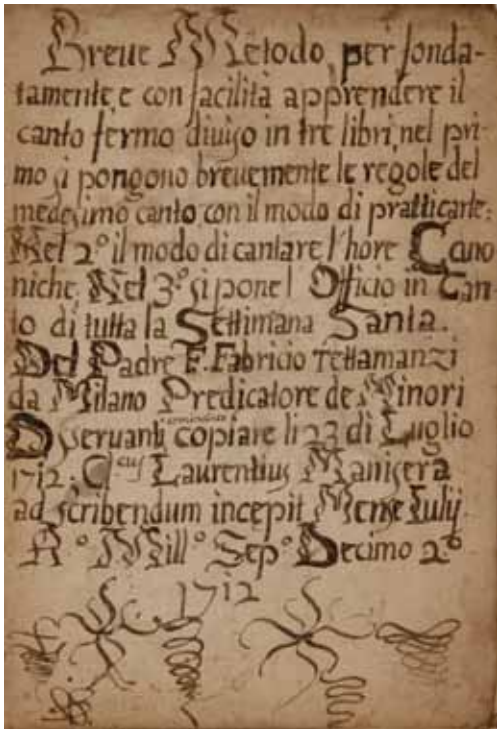 Breue Metodo, per fonda-
tamente, e con facilità apprendere il
canto fermo diuiso in tre libri, nel pri-
mo si pongono breuemente le regole del
medesimo canto, con il modo di pratticarle;
Nel 2.° il modo di cantare l'hore Cano
niche. Nel 3.° si pone l Officio in Can
to di tutta la Settimana Santa.
Del Padre F. Fabricio Tettamanzi
da Milano Predicatore de Minori
Osseruanti cominciai copiare li 23 di Luglio
1712; Cl cus Laurentius Manisera
ad scribendum incepit Mense Iulij
A.° Mill.° Sep.° Decimo 2.°
1712